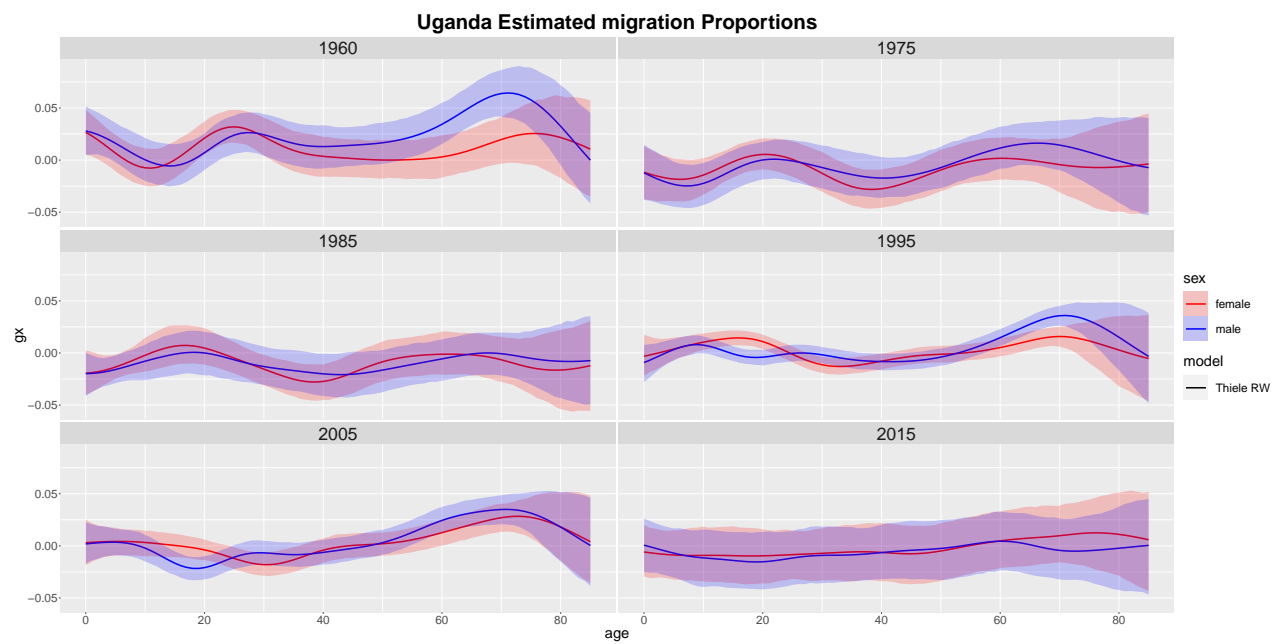 Uganda Estimated migration Proportions
1960
1975
0.05
0.00
−0.05
1985
1995
0.05
0.00
−0.05
2005
2015
0.05
0.00
−0.05
0 20 40 60 80 0 20 40 60 80
age
gx
sex
female
male
model
Thiele RW